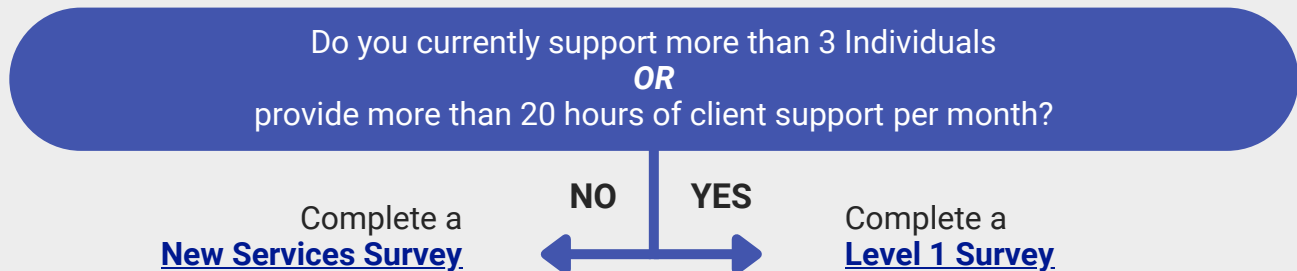 Do you currently support more than 3 Individuals
OR
provide more than 20 hours of client support per month?
NO
YES
Complete a
New Services Survey
Complete a
Level 1 Survey